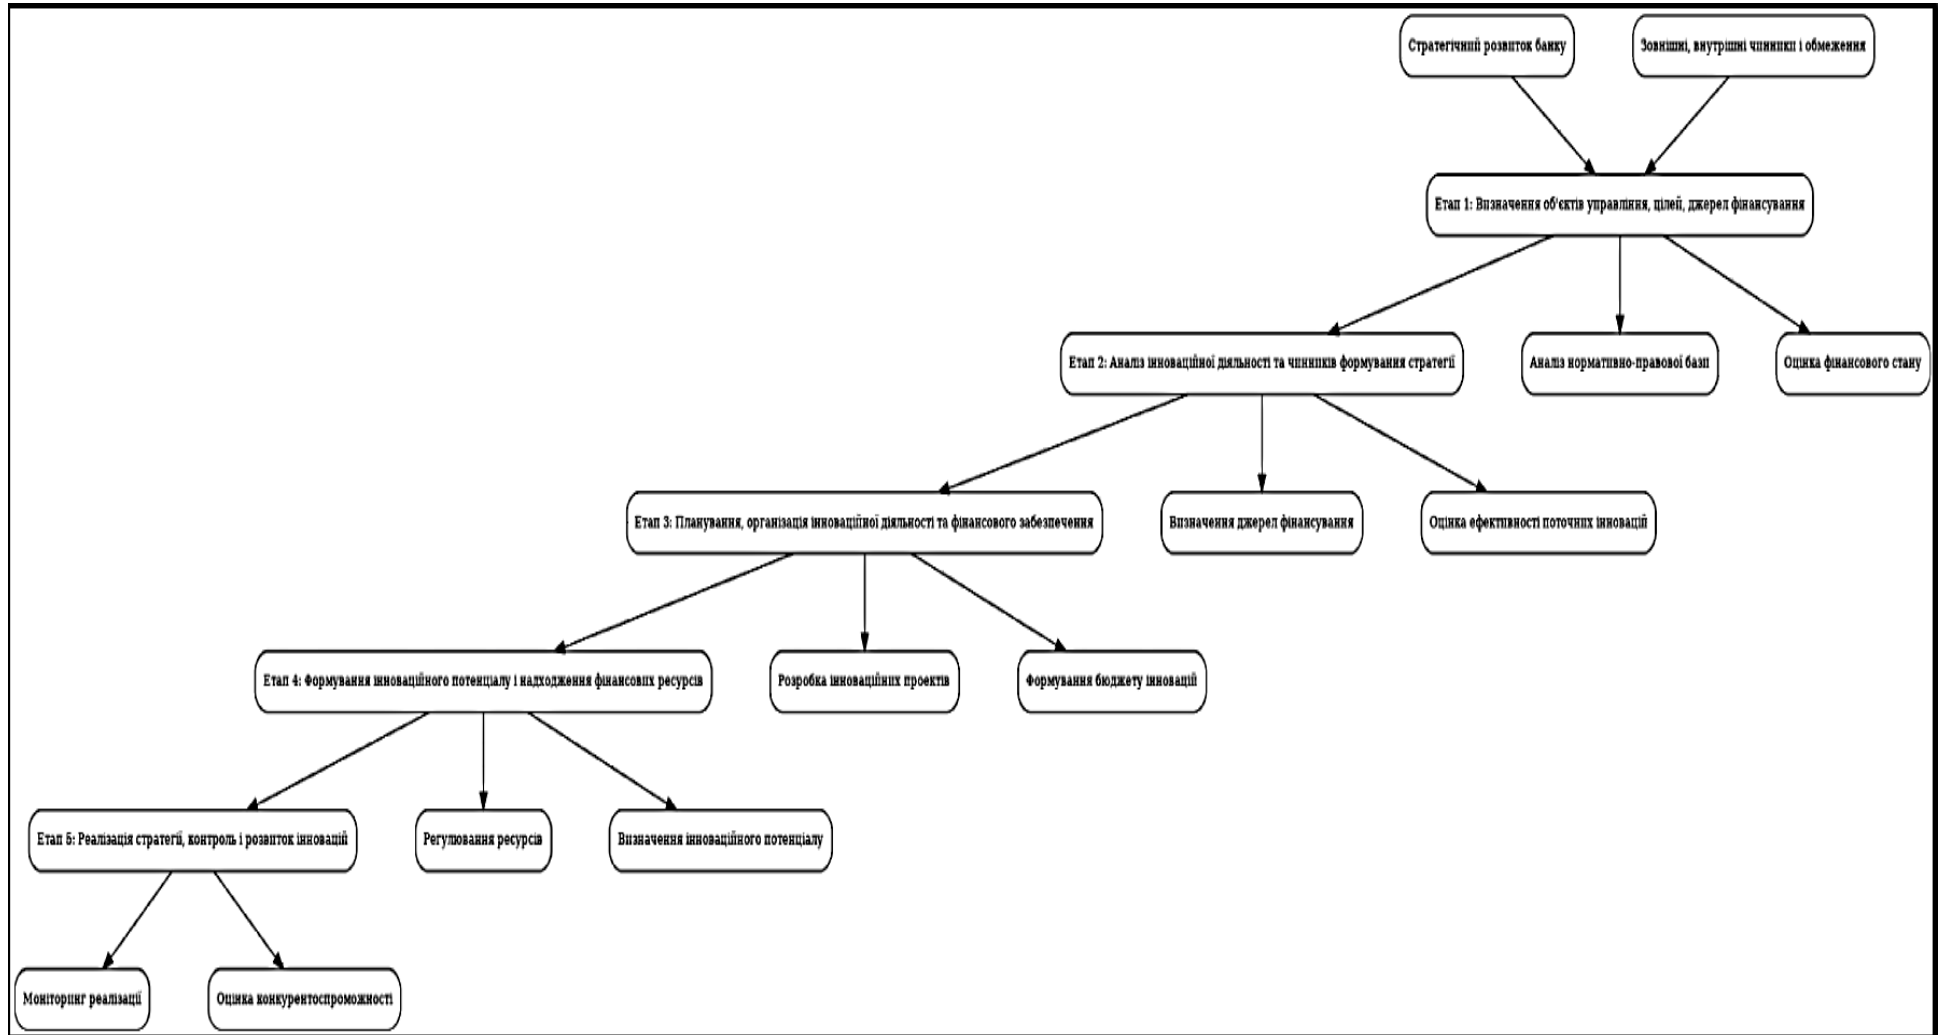 Стратегічний розвиток банку
Зовнішні, внутрішні чинники і обмеження
Етап 1: Визначення об'єктів управління, цілей, джерел фінансування
Етап 2: Аналіз інноваційної діяльності та чинників формування стратегії
Аналіз нормативно-правової бази
Оцінка фінансового стану
Етап 3: Планування, організація інноваційної діяльності та фінансового забезпечення
Визначення джерел фінансування
Оцінка ефективності поточних інновацій
Етап 4: Формування інноваційного потенціалу і надходження фінансових ресурсів
Розробка інноваційних проектів
Формування бюджету інновацій
Етап 5: Реалізація стратегії, контроль і розвиток інновацій
Регулювання ресурсів
Визначення інноваційного потенціалу
Моніторинг реалізації
Оцінка конкурентоспроможності